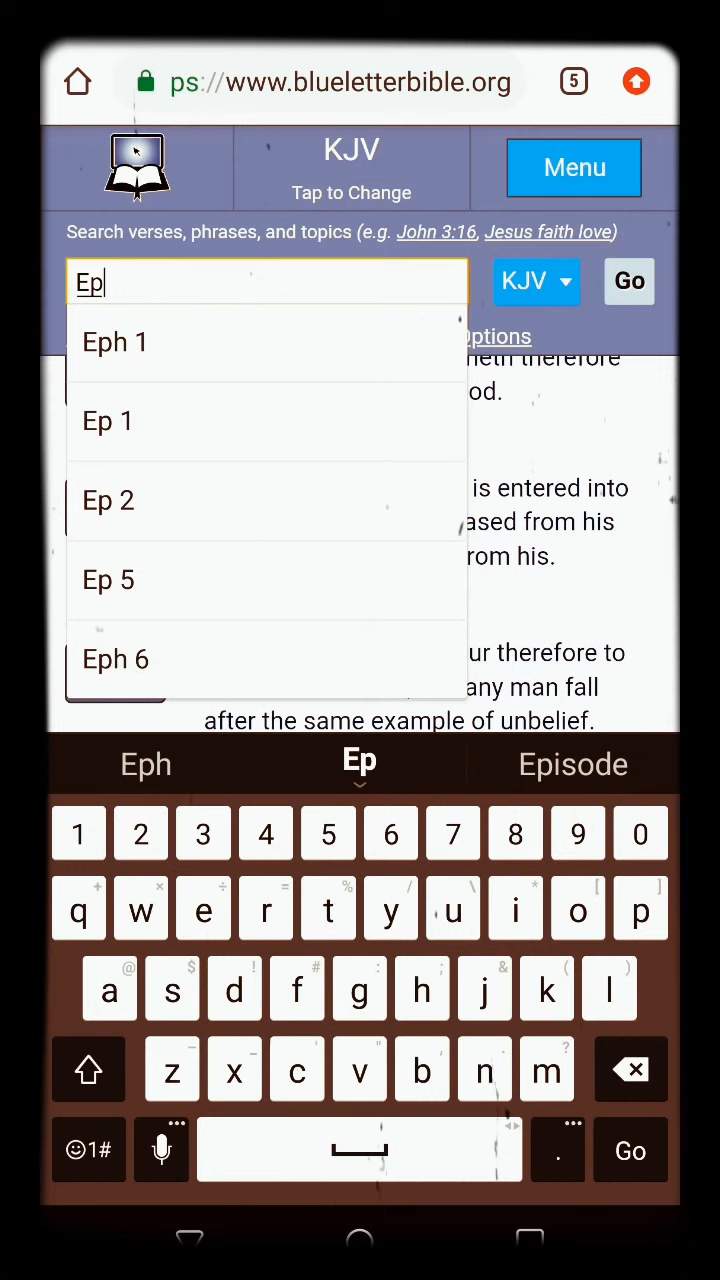 ps://www.blueletterbible.org
5
KJV
Tap to Change
Menu
Search verses, phrases, and topics (e.g. John 3:16, Jesus faith love)
Ep
KJV
Go
Options
Eph 1
Ep 1
Ep 2
Ep 5
Eph 6
therefore
od.
is entered into
ased from his
rom his.
ur therefore to
any man fall
after the same example of unbelief.
Eph Ep Episode
1 2 3 4 5 6 7 8 9 0
+ × ÷ = % / \ * [ ]
q w e r t y u i o p
@ $ ! # : ; & ( )
a s d f g h j k l
z x c v b n m ?
1# . Go